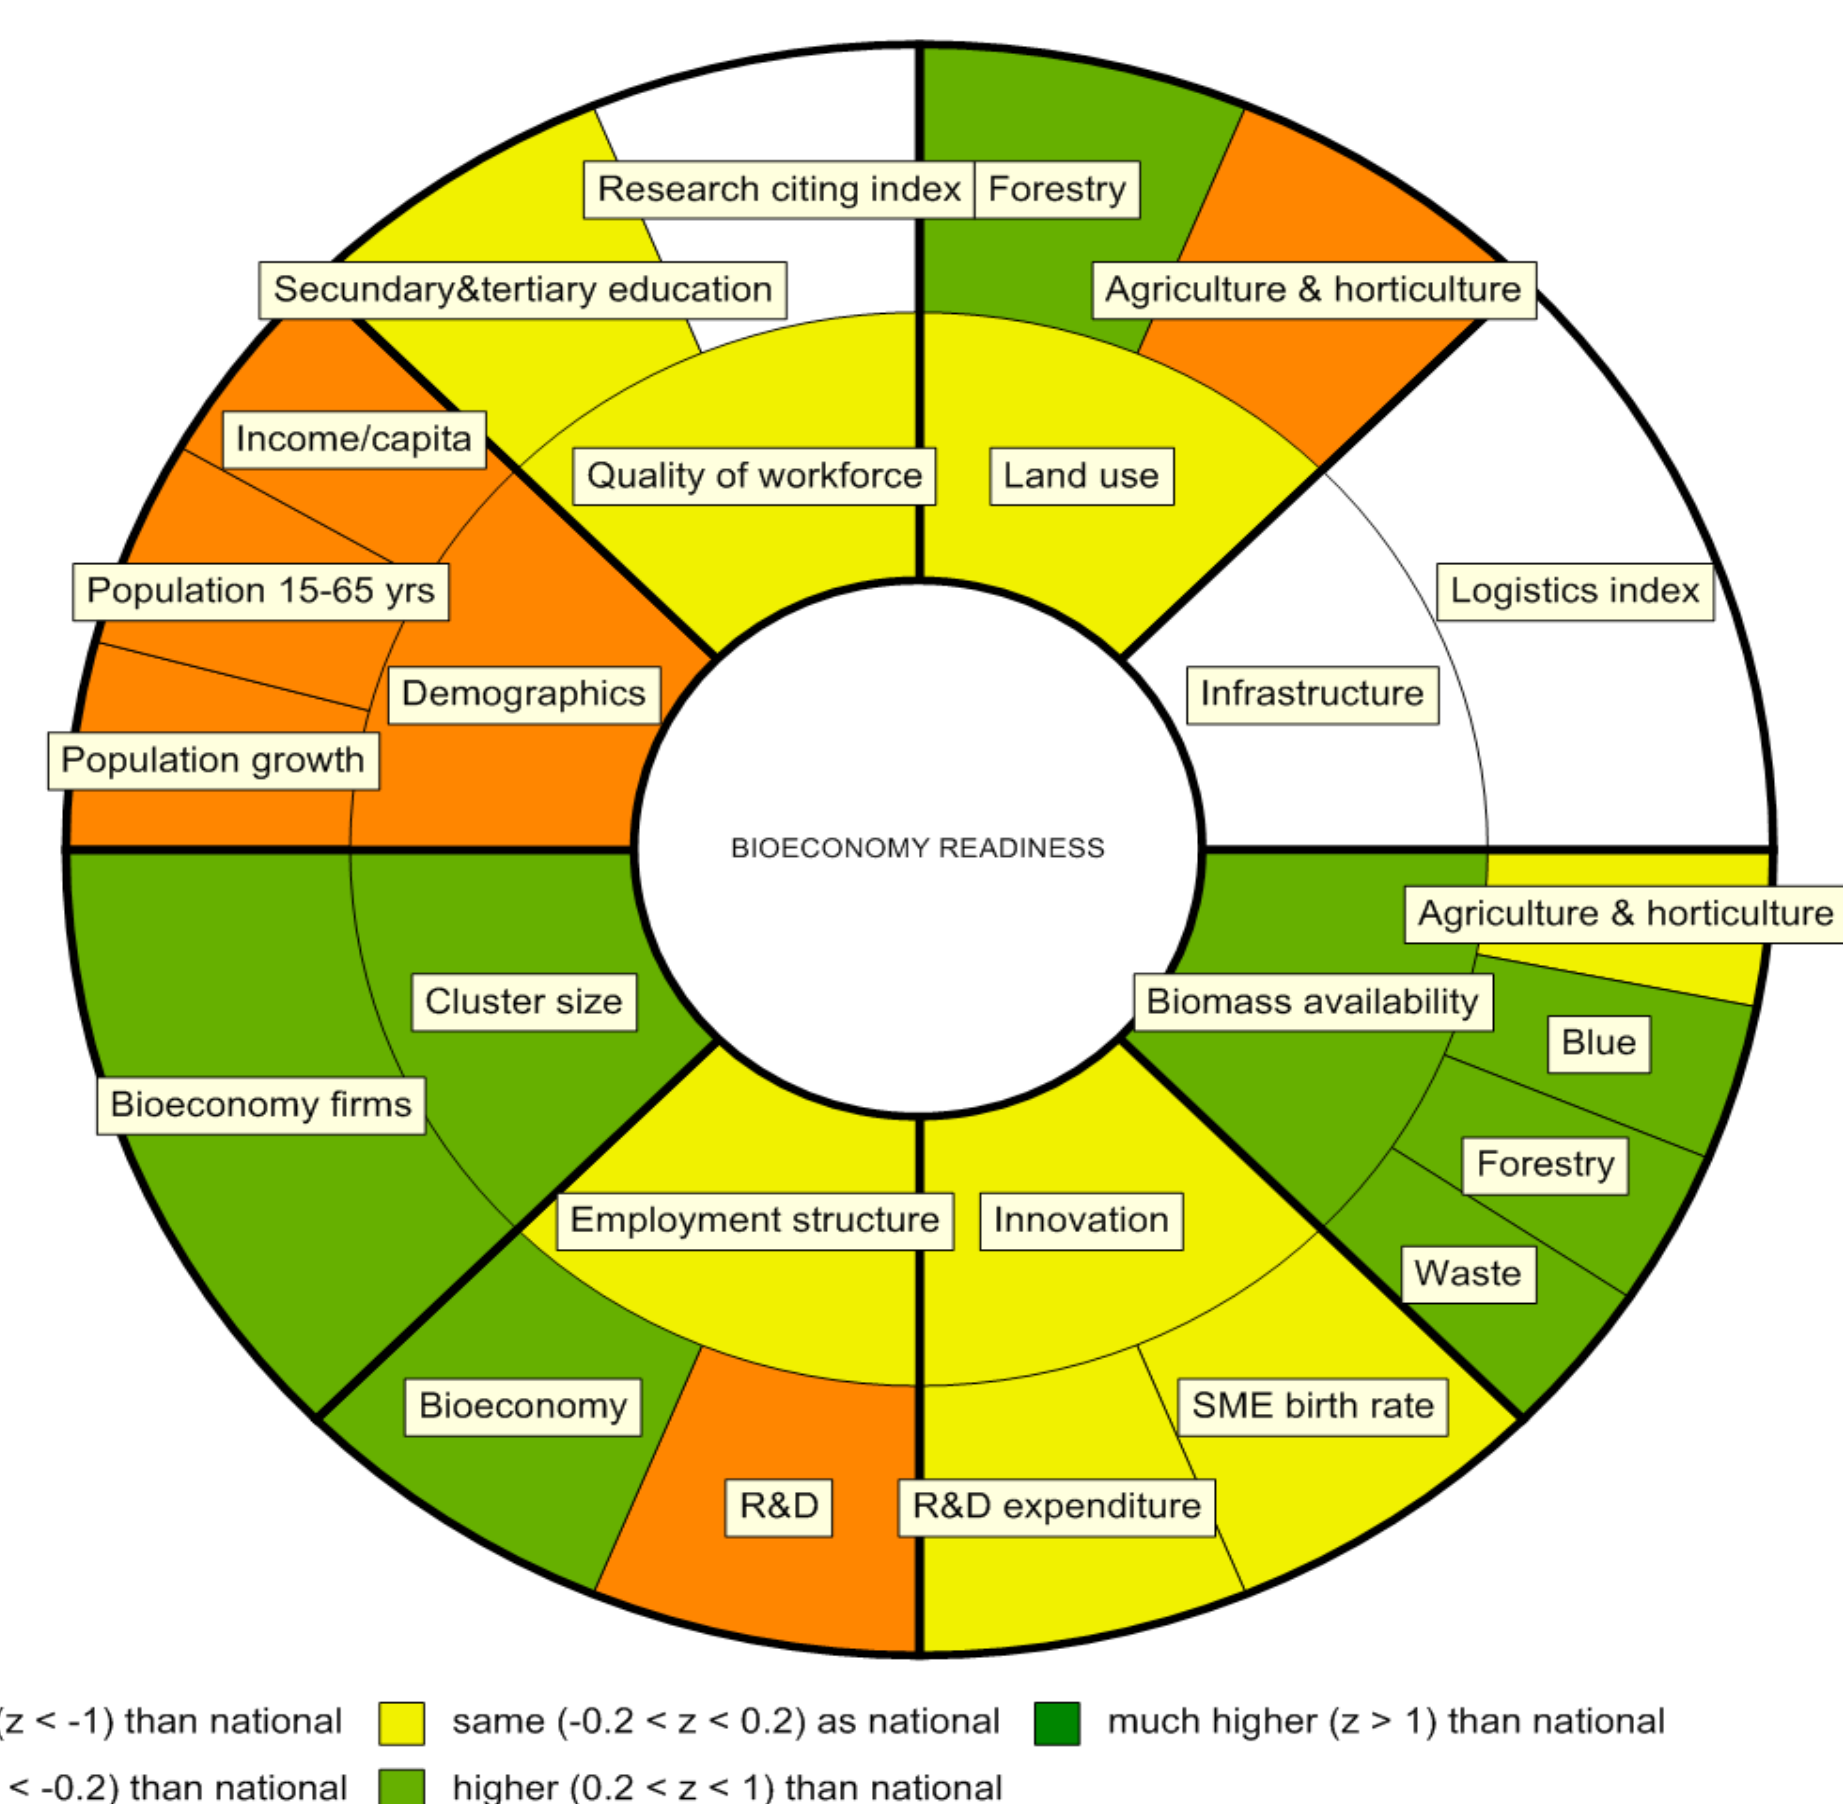 Research citing index
Forestry
Secundary&tertiary education
Agriculture & horticulture
Income/capita
Quality of workforce
Land use
Population 15-65 yrs
Logistics index
Demographics
Infrastructure
Population growth
BIOECONOMY READINESS
Agriculture & horticulture
Cluster size
Biomass availability
Blue
Bioeconomy firms
Forestry
Employment structure
Innovation
Waste
Bioeconomy
SME birth rate
R&D
R&D expenditure
(z < -1) than national
same (-0.2 < z < 0.2) as national
much higher (z > 1) than national
< -0.2) than national
higher (0.2 < z < 1) than national